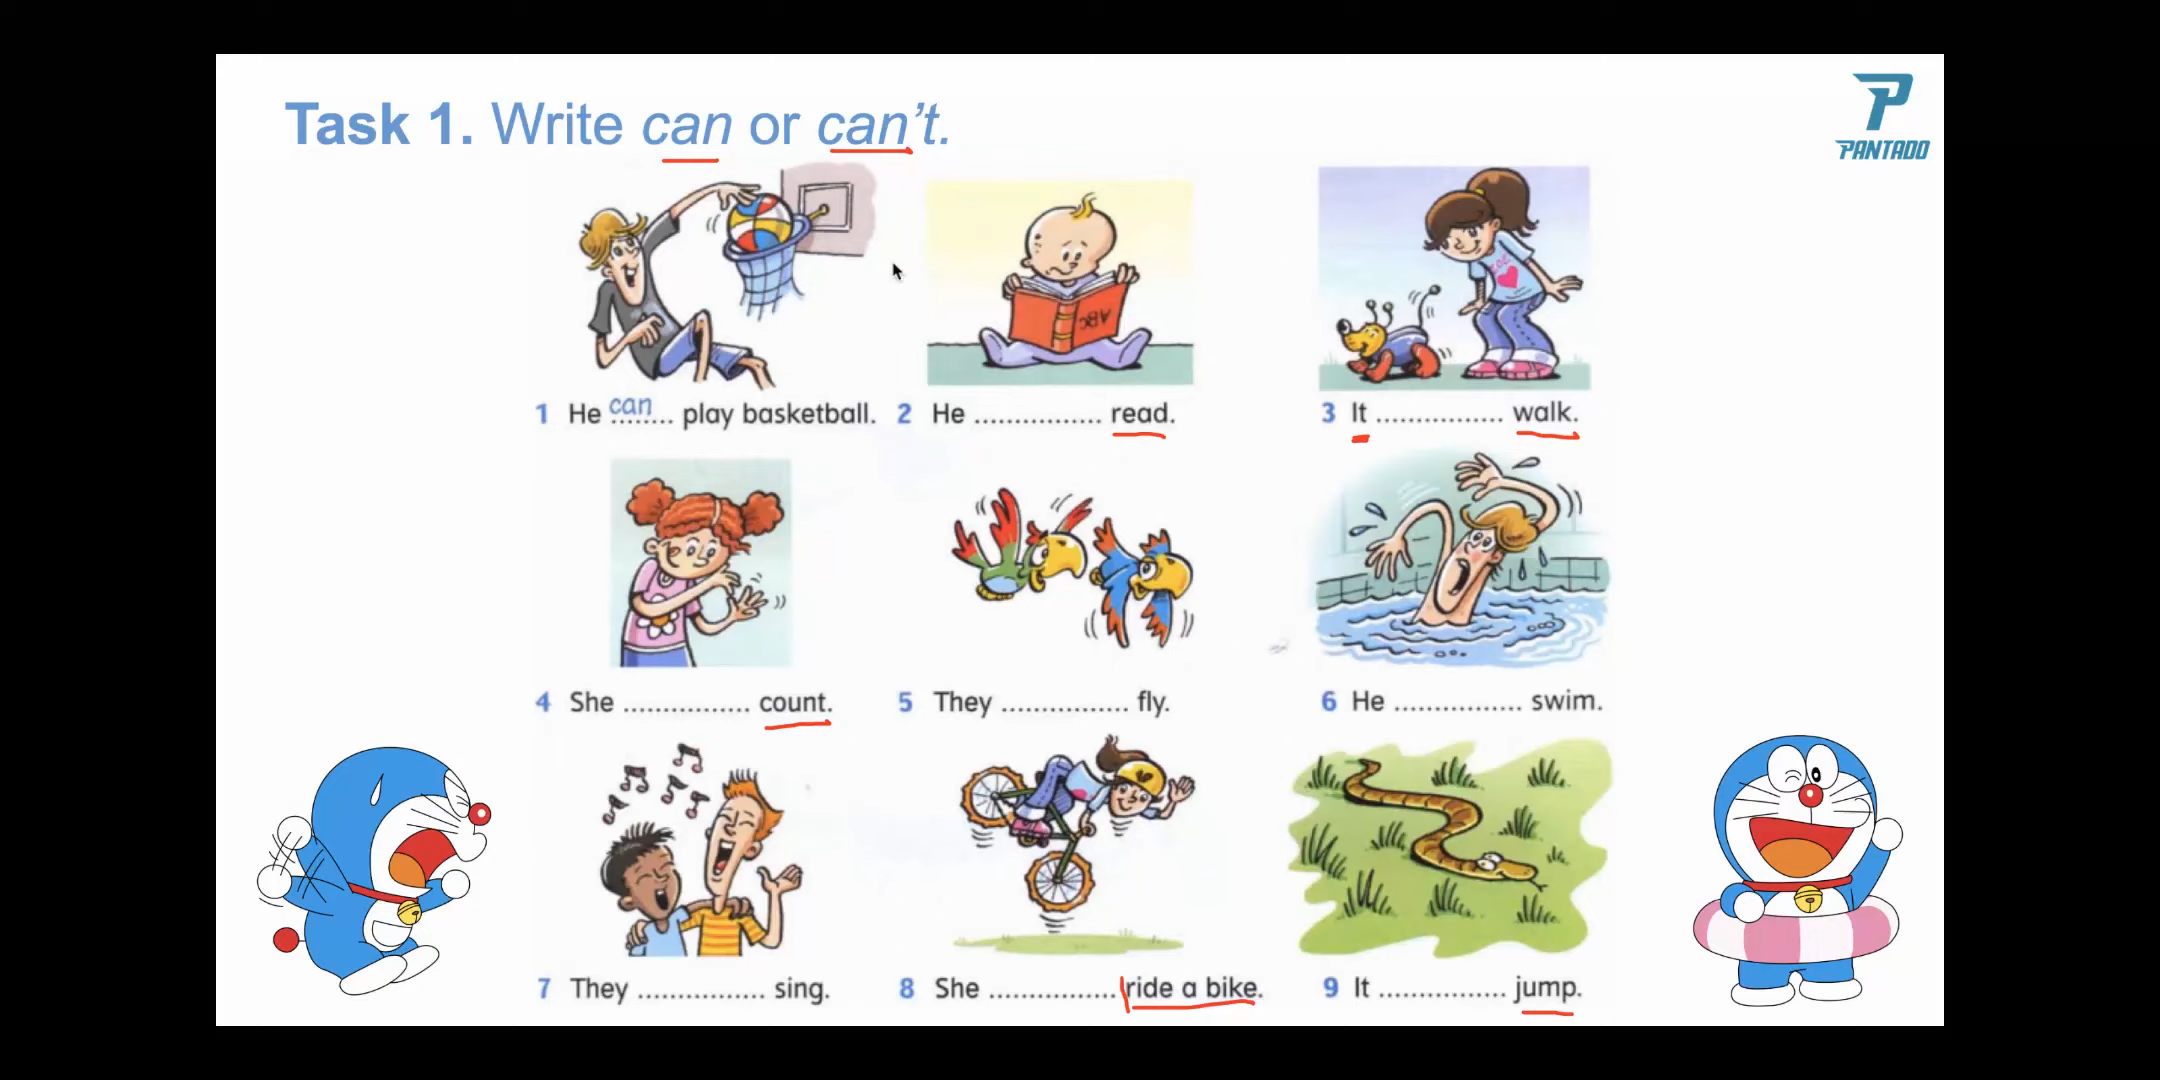 Task 1. Write can or can't.
PANTADO
ABC
1 He can........ play basketball.
2 He ................ read.
3 It ................ walk.
4 She ................ count.
5 They ................ fly.
6 He ................ swim.
7 They ................ sing.
8 She ................ ride a bike.
9 It ................ jump.